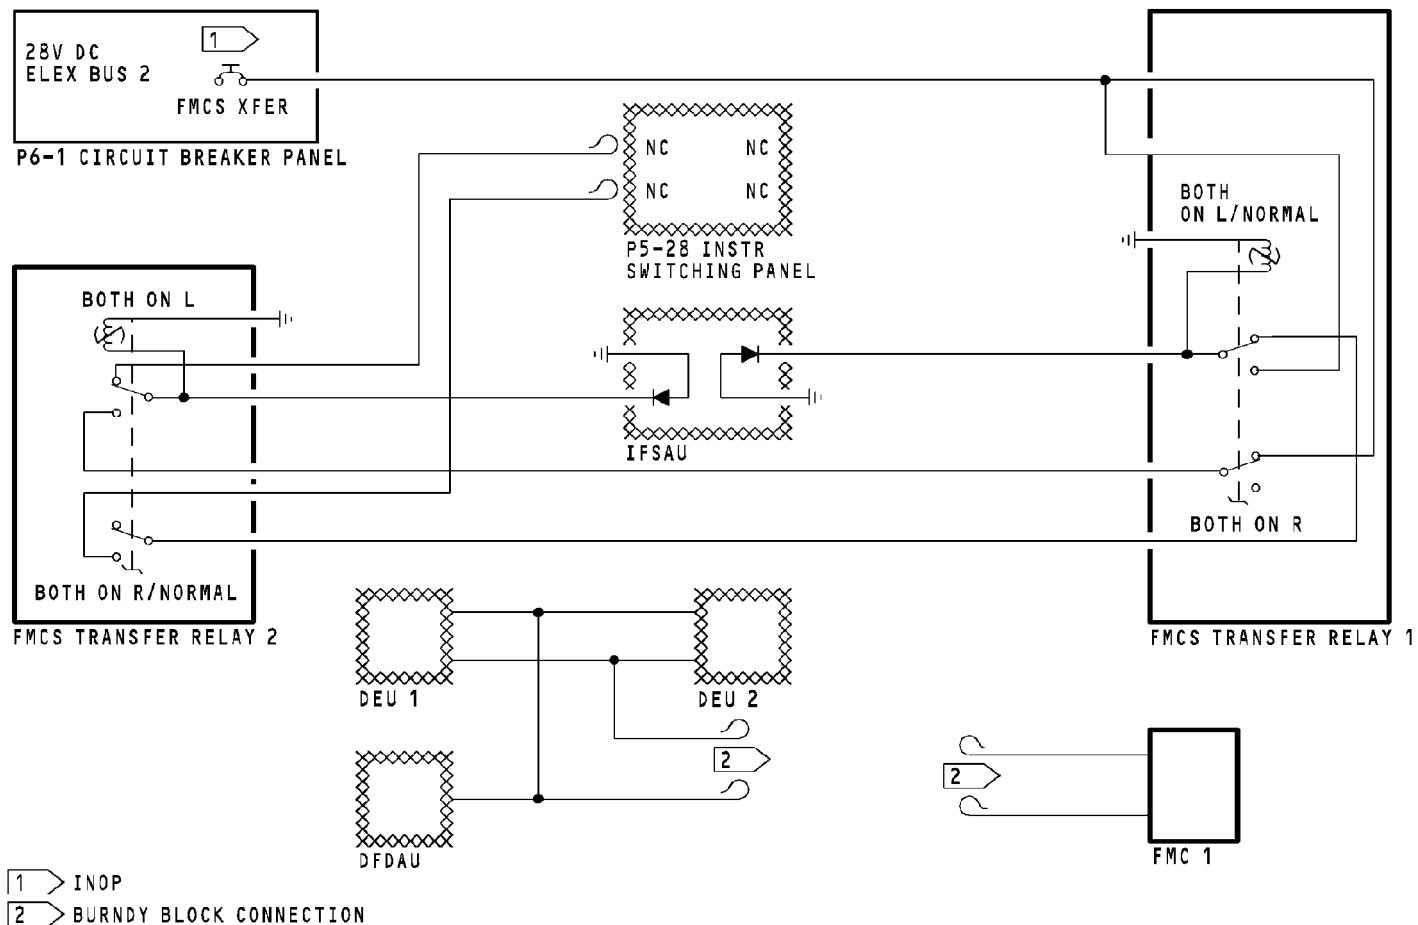 28V DC
ELEX BUS 2
1
FMCS XFER
P6-1 CIRCUIT BREAKER PANEL
NC NC
NC NC
P5-28 INSTR
SWITCHING PANEL
BOTH
ON L/NORMAL
BOTH ON R
FMCS TRANSFER RELAY 1
BOTH ON L
BOTH ON R/NORMAL
FMCS TRANSFER RELAY 2
IFSAU
DEU 1
DEU 2
2
DFDAU
2
FMC 1
1 INOP
2 BURNDY BLOCK CONNECTION